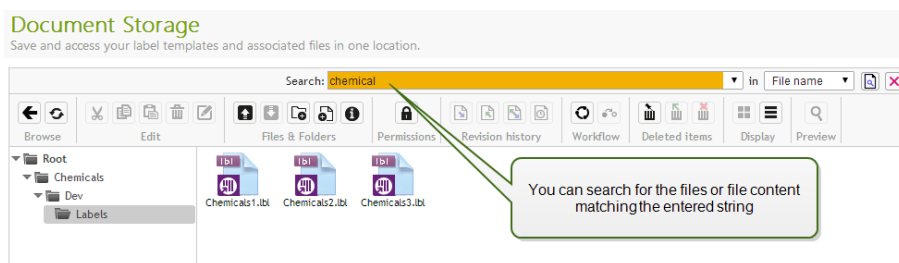 Document Storage
Save and access your label templates and associated files in one location.
Search: chemical in File name
Browse Edit Files & Folders Permissions Revision history Workflow Deleted items Display Preview
Root
Chemicals
Dev
Labels
lbl lbl lbl
Chemicals1.lbl Chemicals2.lbl Chemicals3.lbl
You can search for the files or file content
matching the entered string